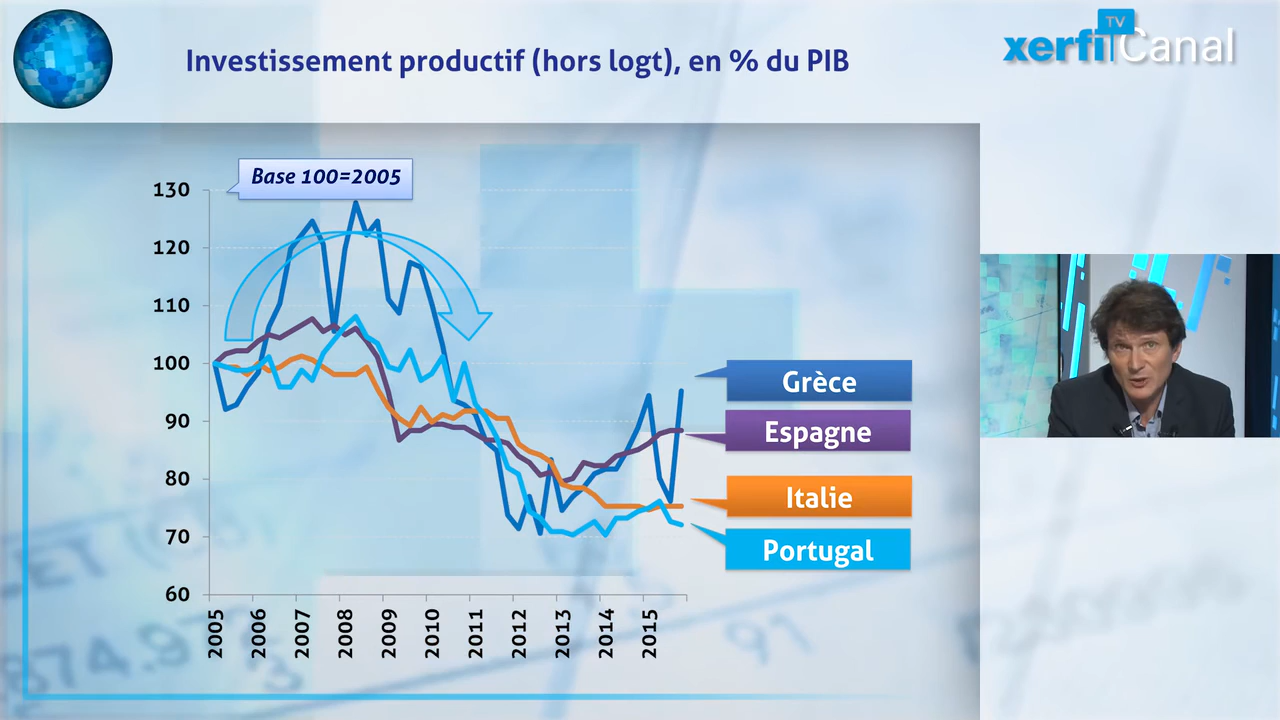 Investissement productif (hors logt), en % du PIB
xerfi TV Canal
Base 100=2005
130
120
110
100
90
80
70
60
2005
2006
2007
2008
2009
2010
2011
2012
2013
2014
2015
Grèce
Espagne
Italie
Portugal
91